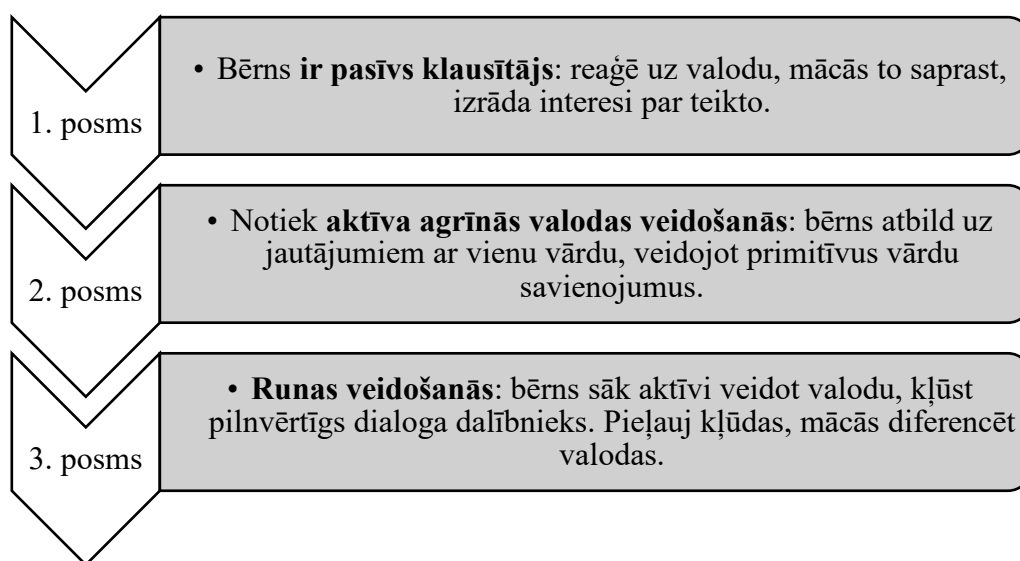 1. posms
• Bērns ir pasīvs klausītājs: reaģē uz valodu, mācās to saprast,
izrāda interesi par teikto.
2. posms
• Notiek aktīva agrīnās valodas veidošanās: bērns atbild uz
jautājumiem ar vienu vārdu, veidojot primitīvus vārdu
savienojumus.
3. posms
• Runas veidošanās: bērns sāk aktīvi veidot valodu, kļūst
pilnvērtīgs dialoga dalībnieks. Pieļauj kļūdas, mācās diferencēt
valodas.